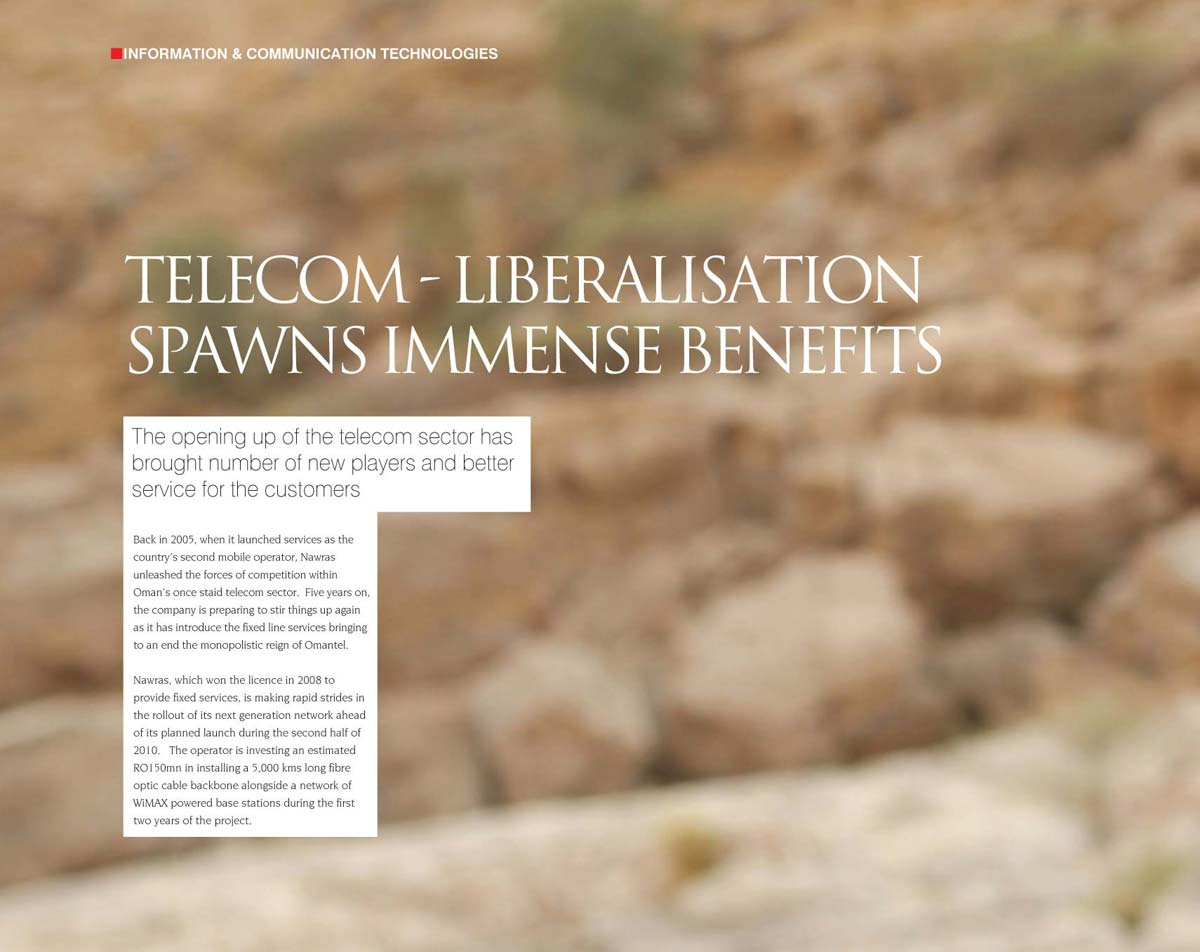 INFORMATION & COMMUNICATION TECHNOLOGIES
TELECOM - LIBERALISATION
SPAWNS IMMENSE BENEFITS
The opening up of the telecom sector has
brought number of new players and better
service for the customers
Back in 2005, when it launched services as the
country's second mobile operator, Nawras
unleashed the forces of competition within
Oman's once staid telecom sector.  Five years on,
the company is preparing to stir things up again
as it has introduce the fixed line services bringing
to an end the monopolistic reign of Omantel.
Nawras, which won the licence in 2008 to
provide fixed services, is making rapid strides in
the rollout of its next generation network ahead
of its planned launch during the second half of
2010.   The operator is investing an estimated
RO150mn in installing a 5,000 kms long fibre
optic cable backbone alongside a network of
WiMAX powered base stations during the first
two years of the project.